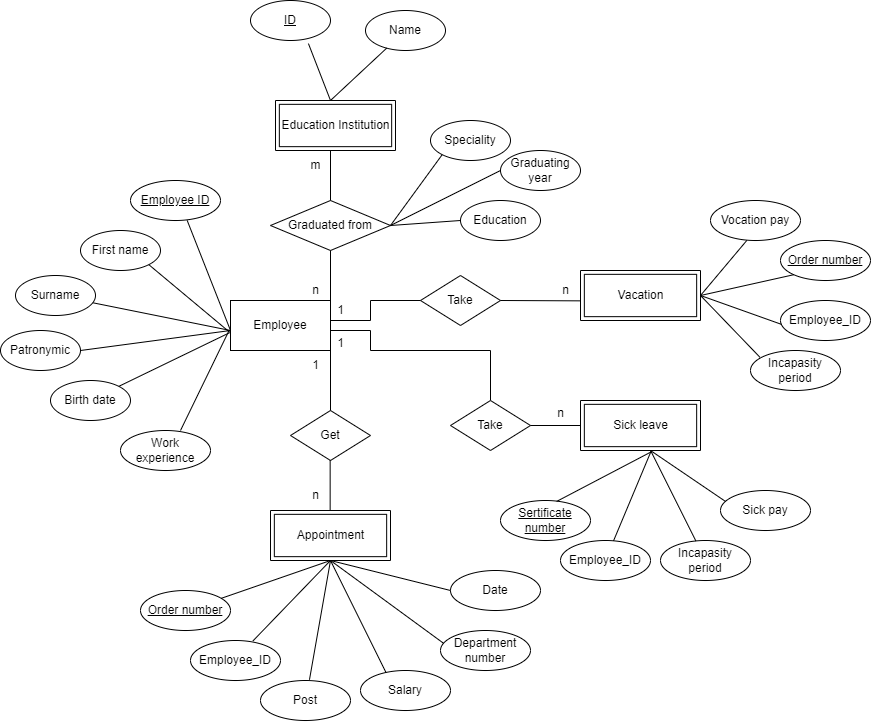 ID
Name
Education Institution
m
Speciality
Graduating
year
Education
Graduated from
Employee ID
First name
Surname
Patronymic
Birth date
Work
experience
n
Employee
1
1
1
Take
n
Vacation
Vocation pay
Order number
Employee_ID
Incapasity
period
Take
n
Sick leave
Sertificate
number
Employee_ID
Incapasity
period
Sick pay
Get
n
Appointment
Order number
Employee_ID
Post
Salary
Department
number
Date